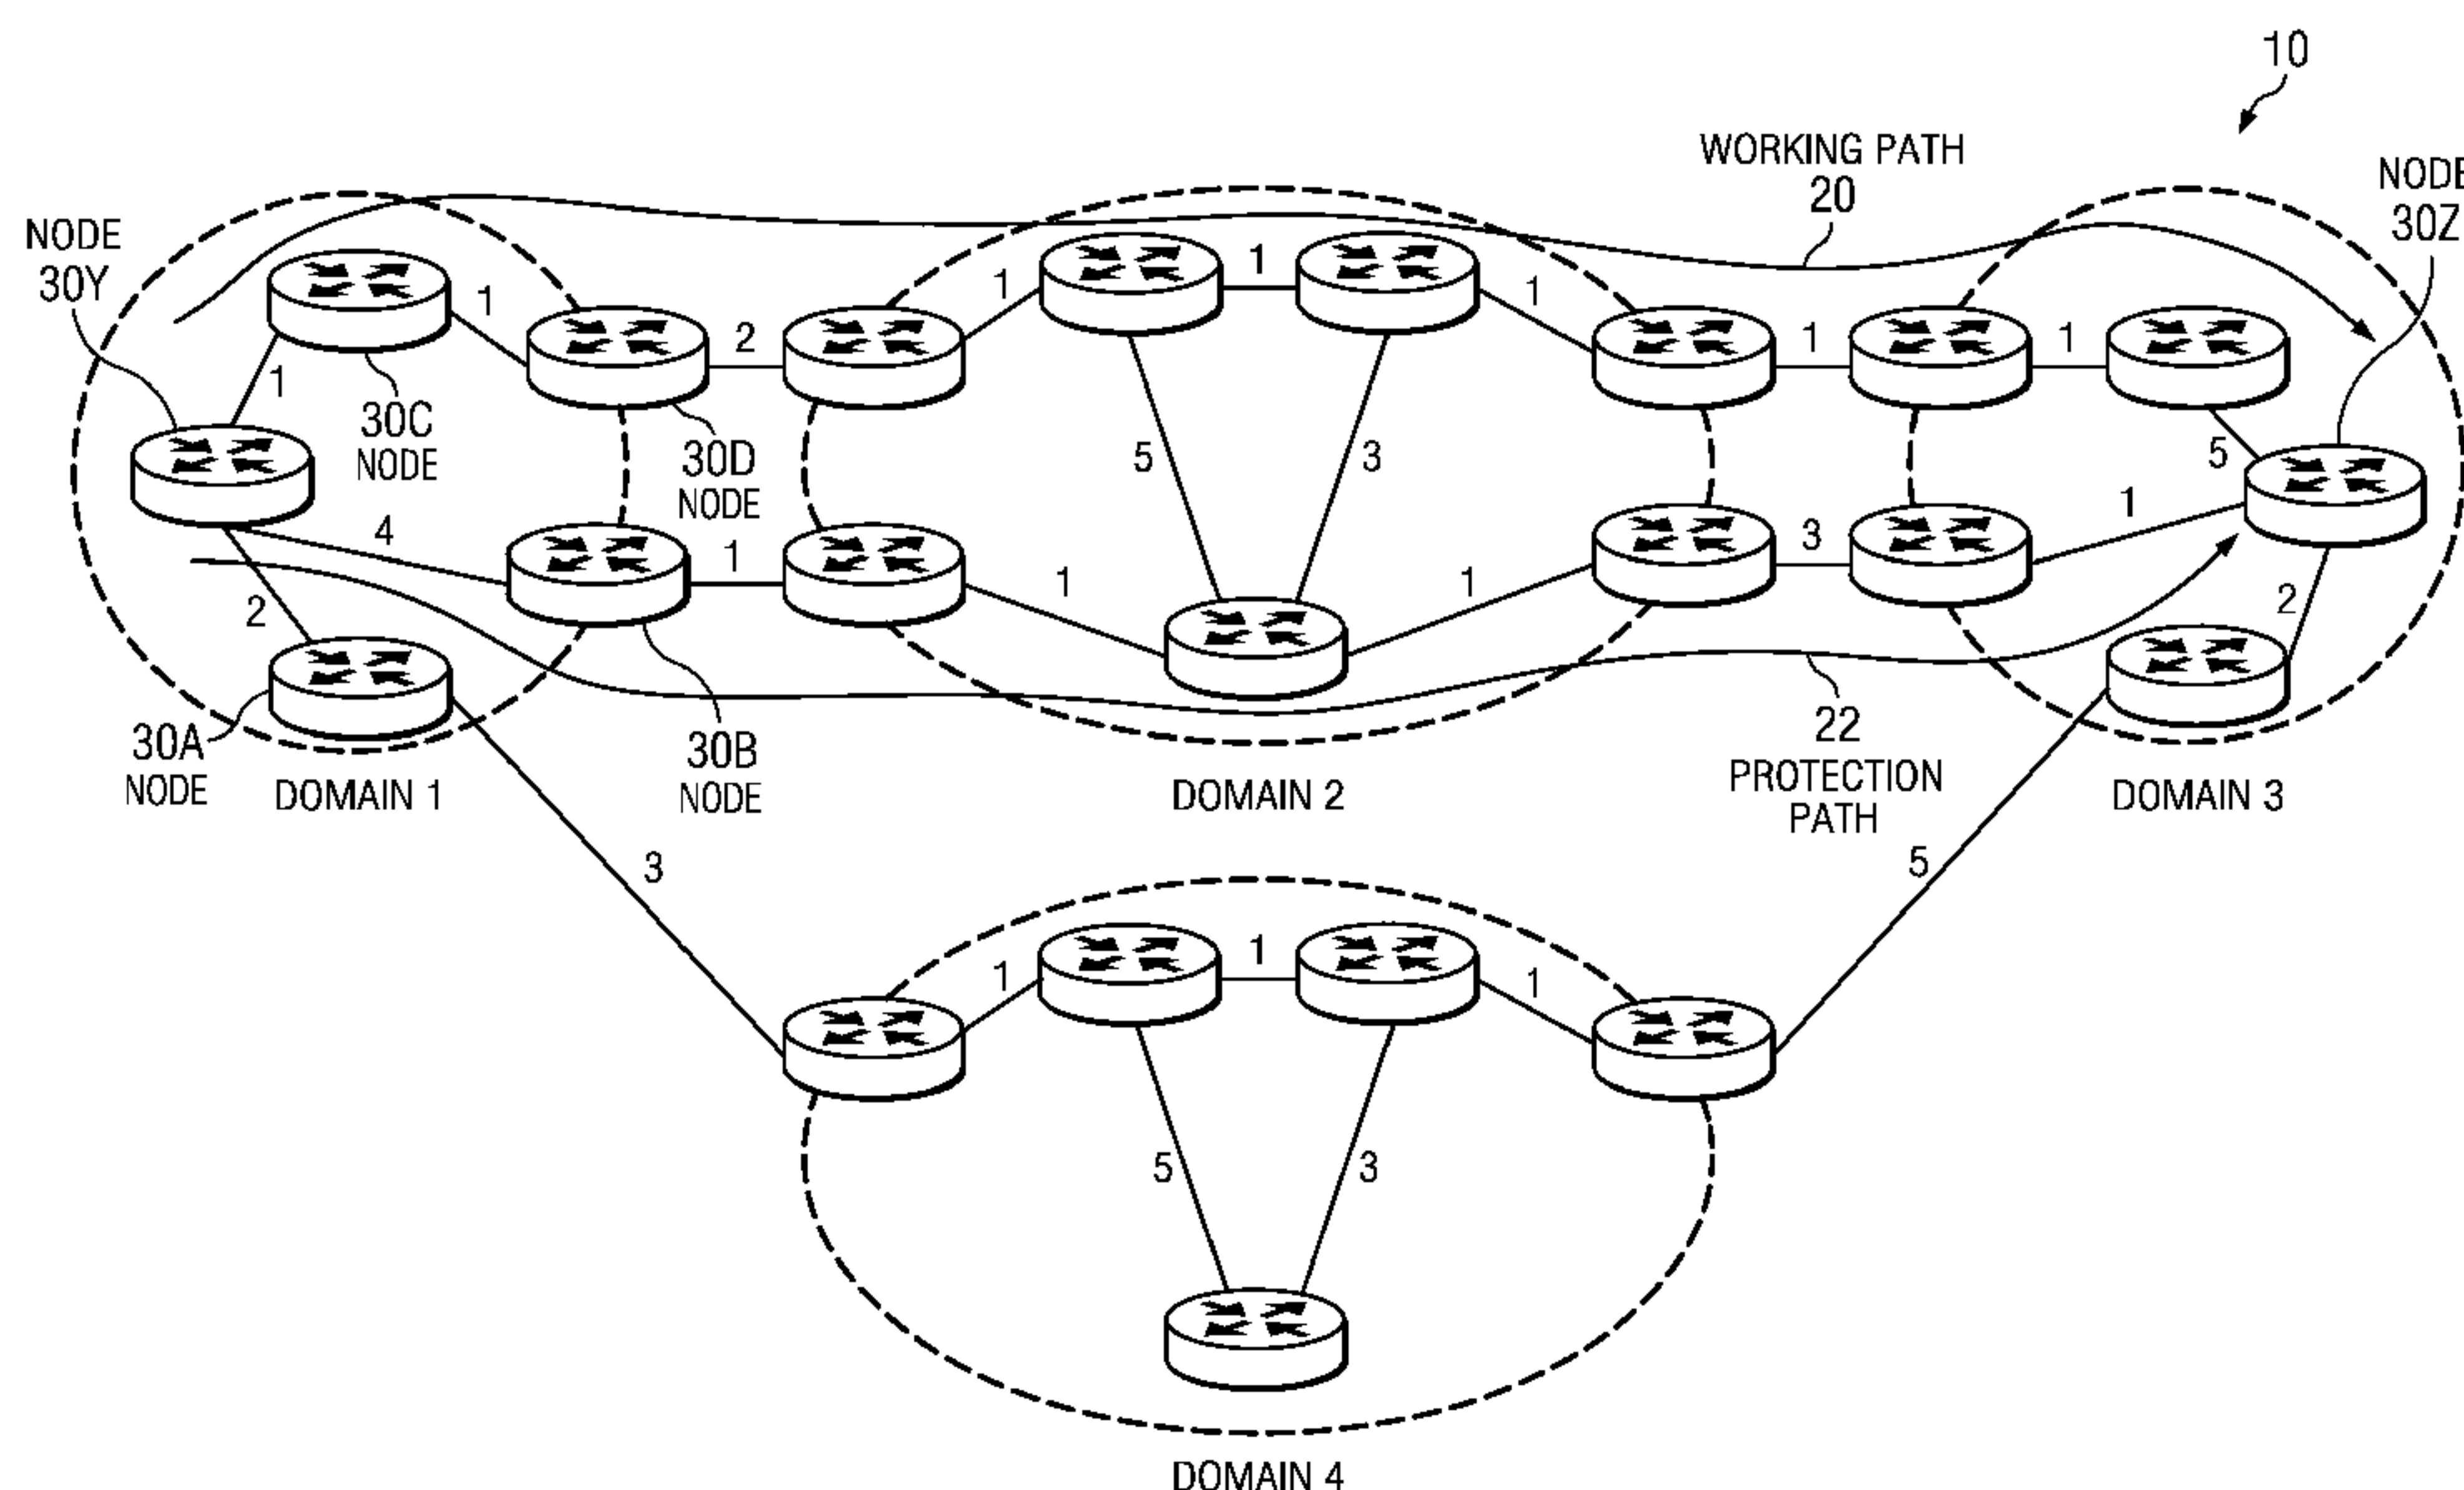 10
WORKING PATH
20
NODE
30Z
NODE
30Y
1
1
1
1
2
1
1
1
30C
NODE
30D
NODE
5
3
5
4
1
1
1
3
1
2
2
30A
NODE
30B
NODE
22
PROTECTION
PATH
DOMAIN 1
DOMAIN 2
DOMAIN 3
3
5
1
1
1
5
3
DOMAIN 4